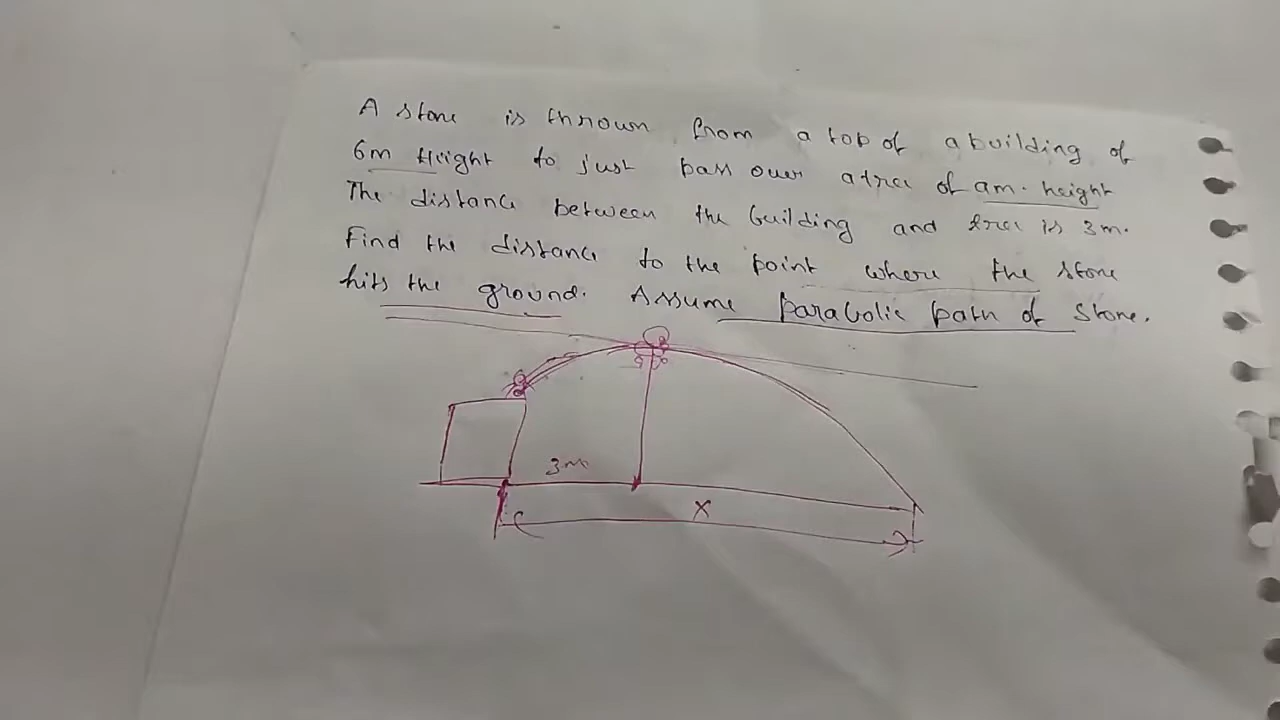 A stone is thrown from a top of a building of
6m Height to just pass over a tree of am. height
The distance between the building and tree is 3m.
Find the distance to the point where the stone
hits the ground. Assume parabolic path of stone.
3m
X